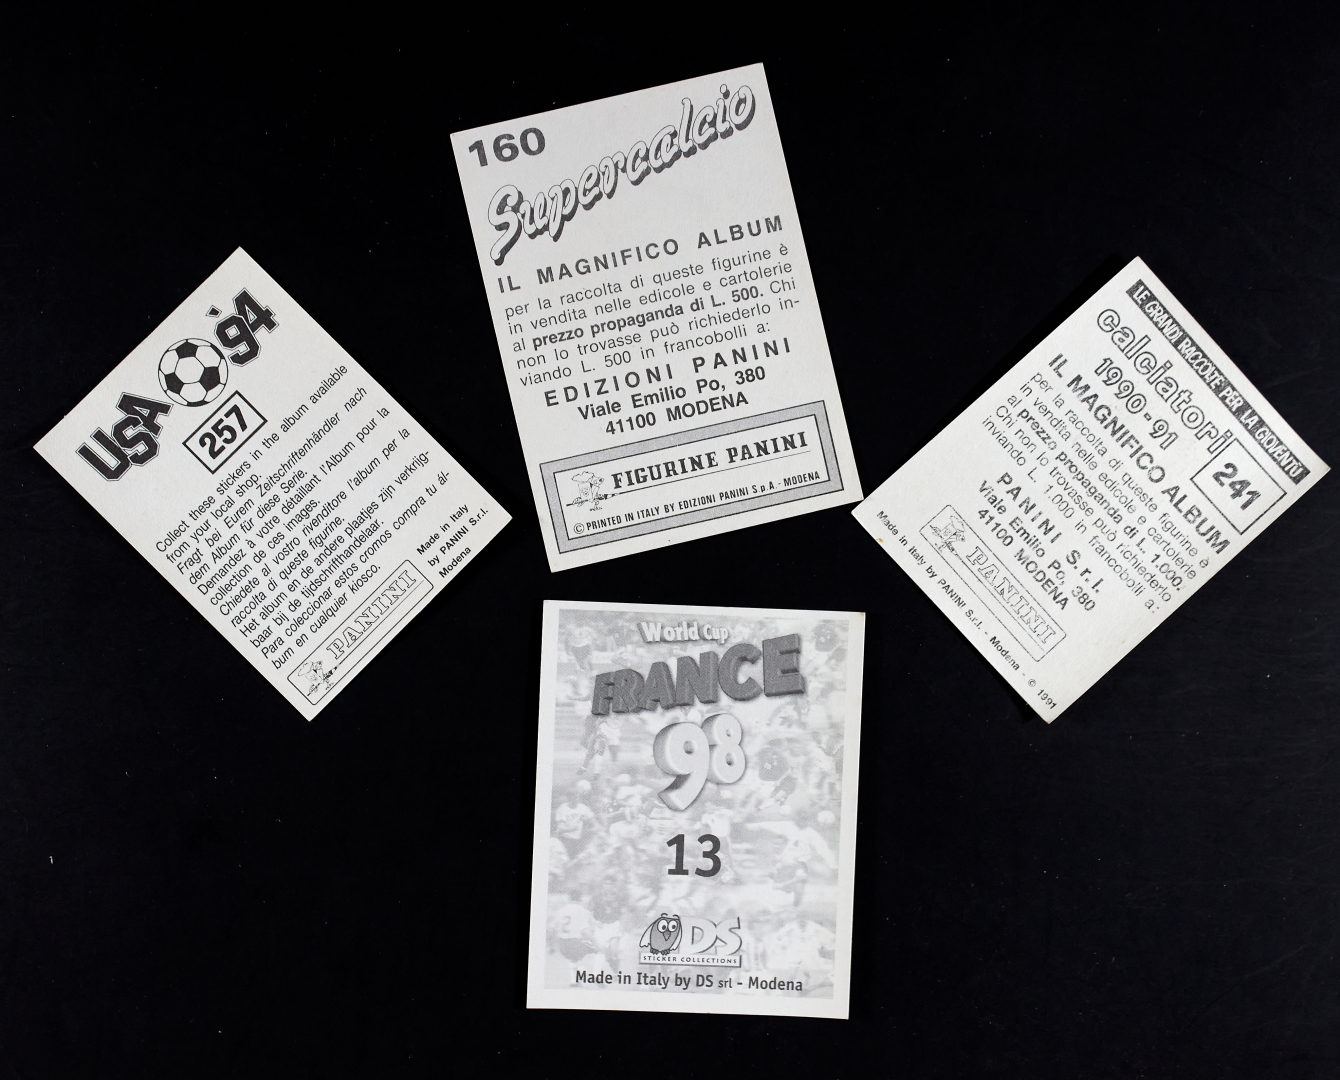 160
Supercalcio
IL MAGNIFICO ALBUM
per la raccolta di queste figurine è
in vendita nelle edicole e cartolerie
al prezzo propaganda di L. 500. Chi
non lo trovasse può richiederlo in-
viando L. 500 in francobolli a:
EDIZIONI PANINI
Viale Emilio Po, 380
41100 MODENA
FIGURINE PANINI
© PRINTED IN ITALY BY EDIZIONI PANINI S.p.A. - MODENA
USA '94
257
Collect these stickers in the album available
from your local shop.
Fragt bei Eurem Zeitschriftenhändler nach
dem Album für diese Serie.
Demandez à votre détaillant l'Album pour la
collection de ces images.
Chiedete al vostro rivenditore l'album per la
raccolta di queste figurine.
Het album en de andere plaatjes zijn verkrijg-
baar bij de tijdschrifthandelaar.
Para coleccionar estos cromos compra tu ál-
bum en cualquier kiosco.
PANINI
Made in Italy
by PANINI S.r.l.
Modena
LE GRANDI RACCOLTE PER LA GIOVENTÙ
calciatori
1990-91
241
IL MAGNIFICO ALBUM
per la raccolta di queste figurine è
in vendita nelle edicole e cartolerie
al prezzo propaganda di L. 1.000.
Chi non lo trovasse può richiederlo
inviando L. 1.000 in francobolli a:
PANINI S.r.l.
Viale Emilio Po, 380
41100 MODENA
PANINI
Made in Italy by PANINI S.r.l. - Modena - © 1991
World Cup
FRANCE
98
13
DS
STICKER COLLECTIONS
Made in Italy by DS srl - Modena